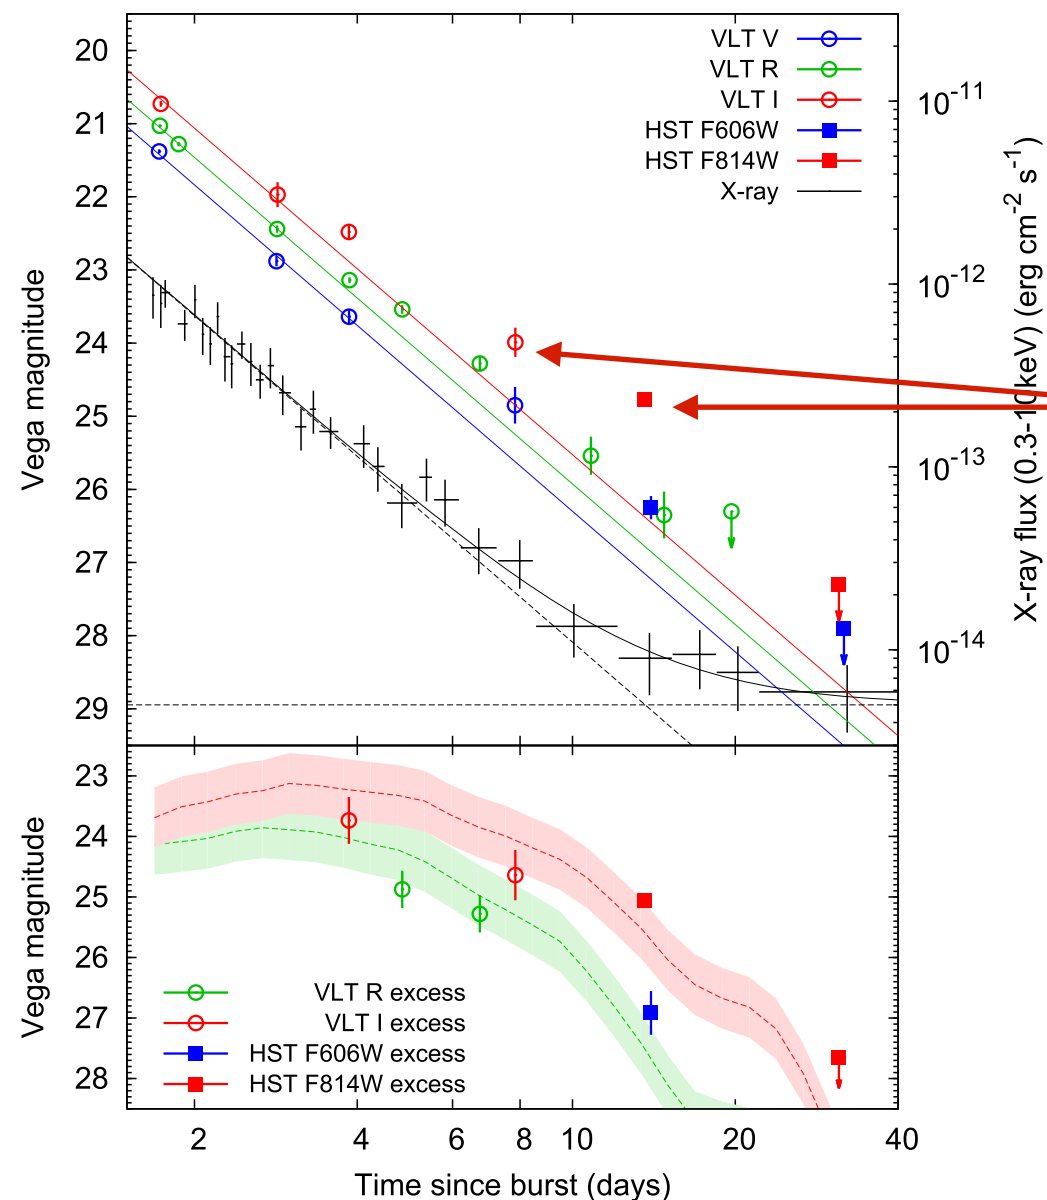 VLT V
VLT R
VLT I
HST F606W
HST F814W
X-ray
20
21
22
23
24
25
26
27
28
29
Vega magnitude
10-11
10-12
10-13
10-14
X-ray flux (0.3-10keV) (erg cm-2 s-1)
23
24
25
26
27
28
Vega magnitude
VLT R excess
VLT I excess
HST F606W excess
HST F814W excess
2
4
6
8
10
20
40
Time since burst (days)